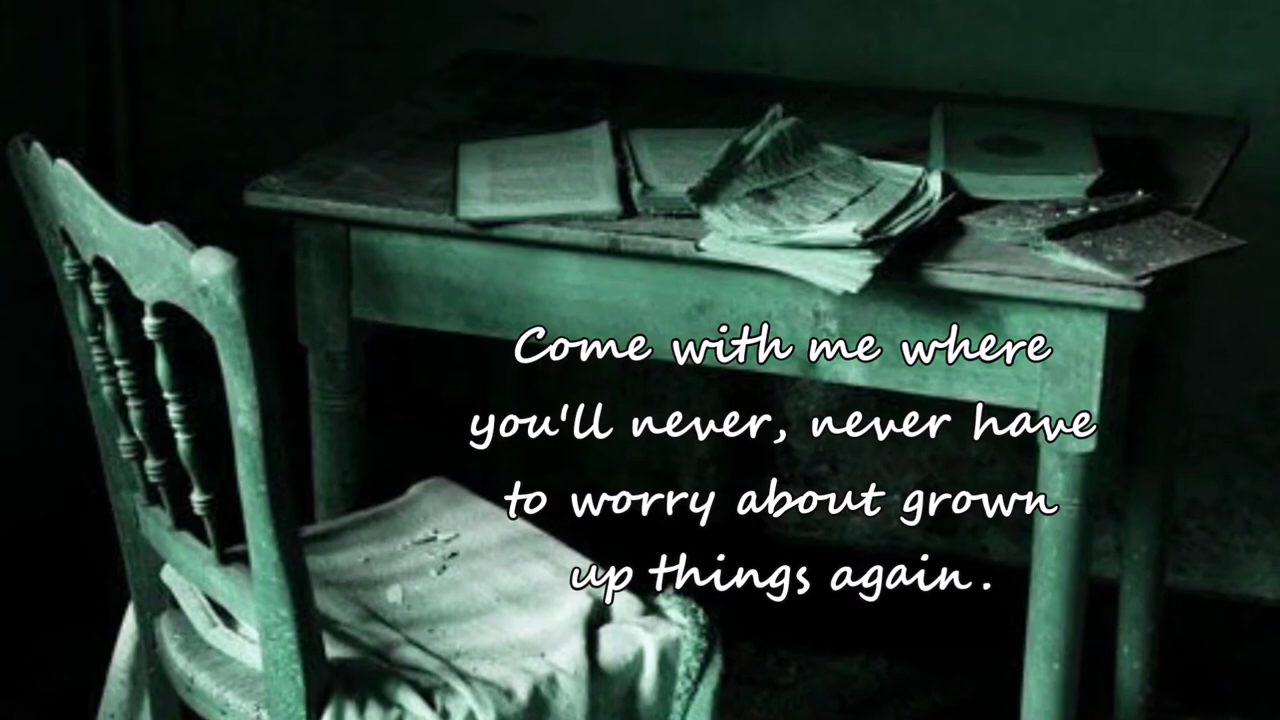 Come with me where
you'll never, never have
to worry about grown
up things again.